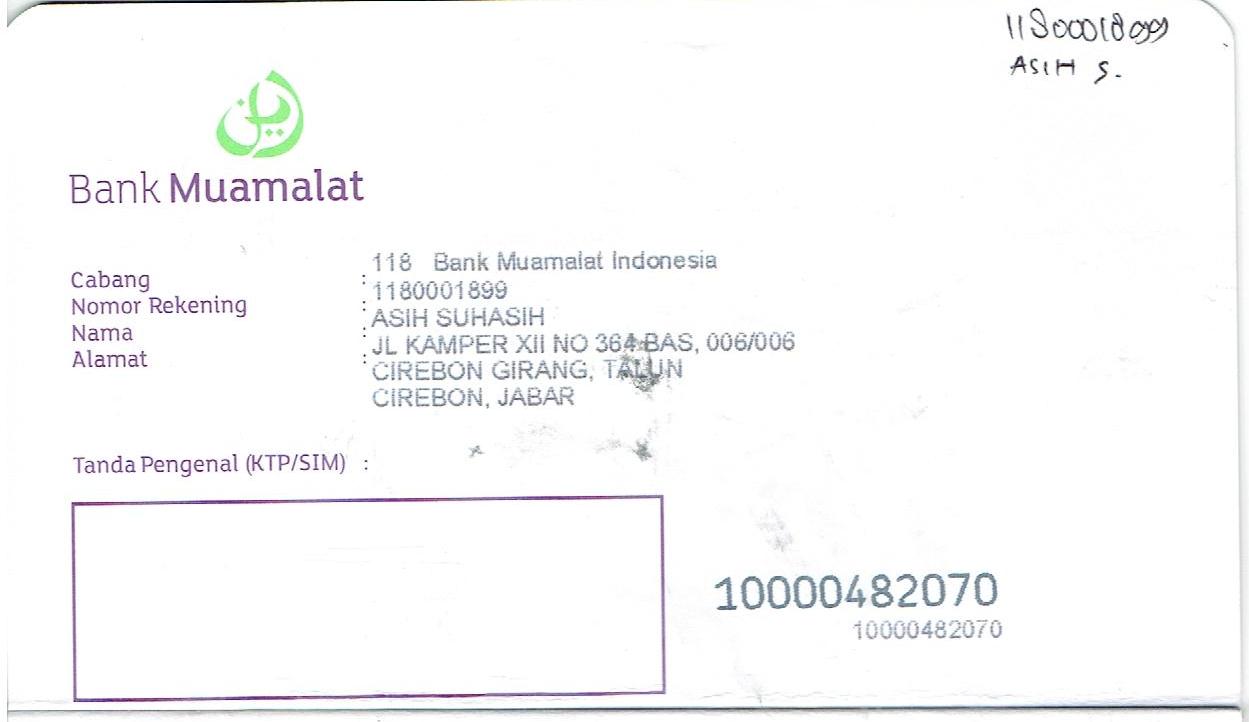 1180001899
ASIH S.
Bank Muamalat
118 Bank Muamalat Indonesia
Cabang :
Nomor Rekening : 1180001899
Nama : ASIH SUHASIH
Alamat : JL KAMPER XII NO 364 BAS, 006/006
CIREBON GIRANG, TALUN
CIREBON, JABAR
Tanda Pengenal (KTP/SIM) :
10000482070
10000482070